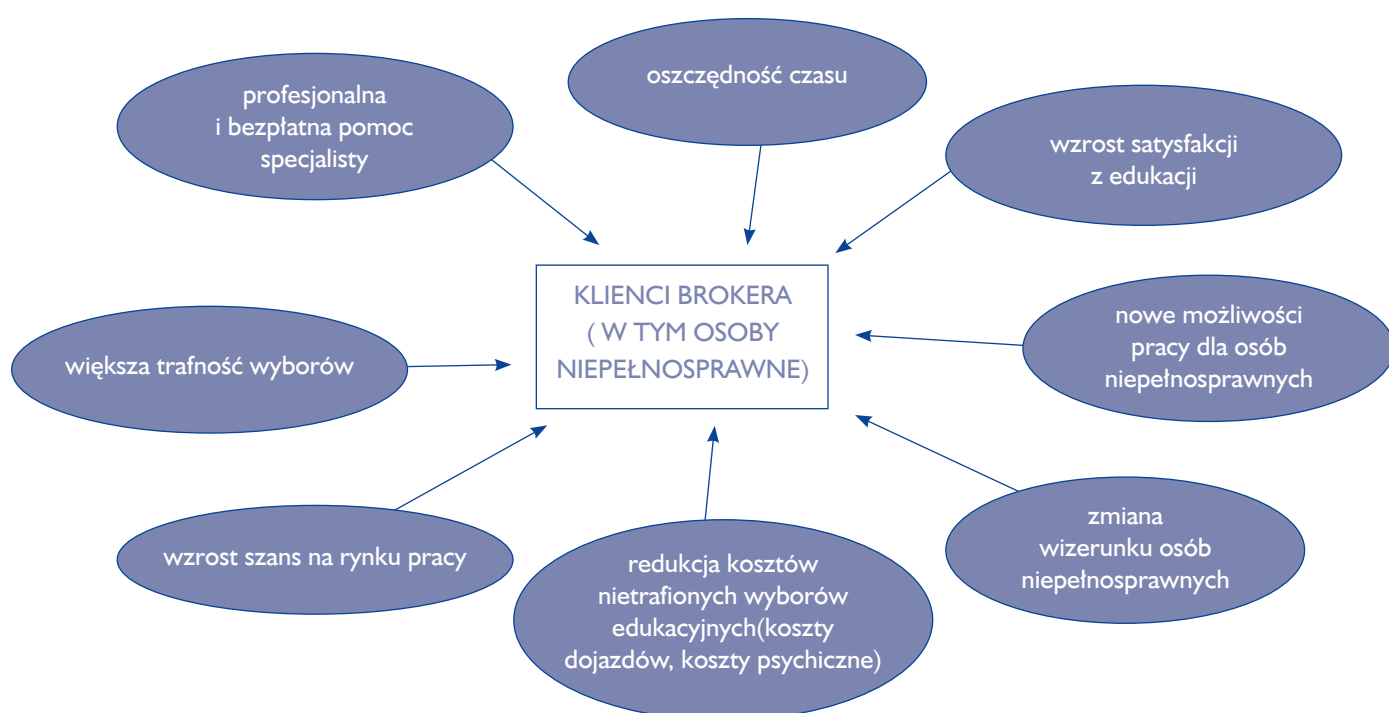 oszczędność czasu
profesjonalna
i bezpłatna pomoc
specjalisty
wzrost satysfakcji
z edukacji
KLIENCI BROKERA
( W TYM OSOBY
NIEPEŁNOSPRAWNE)
nowe możliwości
pracy dla osób
niepełnosprawnych
większa trafność wyborów
wzrost szans na rynku pracy
redukcja kosztów
nietrafionych wyborów
edukacyjnych(koszty
dojazdów, koszty psychiczne)
zmiana
wizerunku osób
niepełnosprawnych